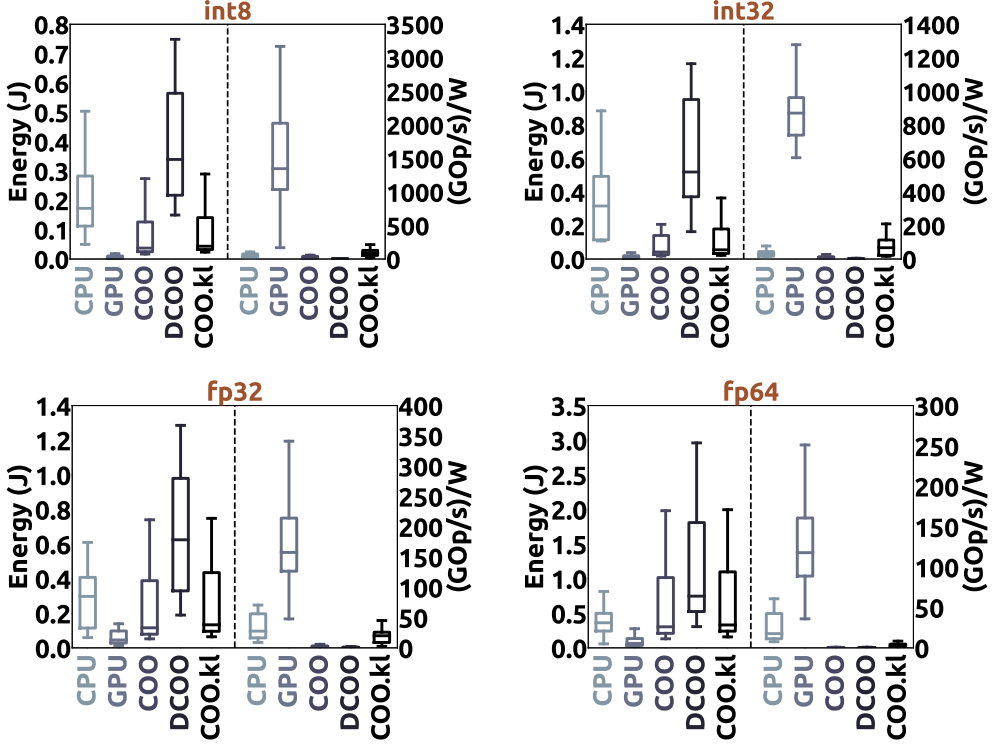 int8
0.8
0.7
0.6
0.5
0.4
0.3
0.2
0.1
0.0
Energy (J)
3500
3000
2500
2000
1500
1000
500
0
(GOp/s)/W
CPU
GPU
COO
DCOO
COO.kl
CPU
GPU
COO
DCOO
COO.kl
int32
1.4
1.2
1.0
0.8
0.6
0.4
0.2
0.0
Energy (J)
1400
1200
1000
800
600
400
200
0
(GOp/s)/W
CPU
GPU
COO
DCOO
COO.kl
CPU
GPU
COO
DCOO
COO.kl
fp32
1.4
1.2
1.0
0.8
0.6
0.4
0.2
0.0
Energy (J)
400
350
300
250
200
150
100
50
0
(GOp/s)/W
CPU
GPU
COO
DCOO
COO.kl
CPU
GPU
COO
DCOO
COO.kl
fp64
3.5
3.0
2.5
2.0
1.5
1.0
0.5
0.0
Energy (J)
300
250
200
150
100
50
0
(GOp/s)/W
CPU
GPU
COO
DCOO
COO.kl
CPU
GPU
COO
DCOO
COO.kl